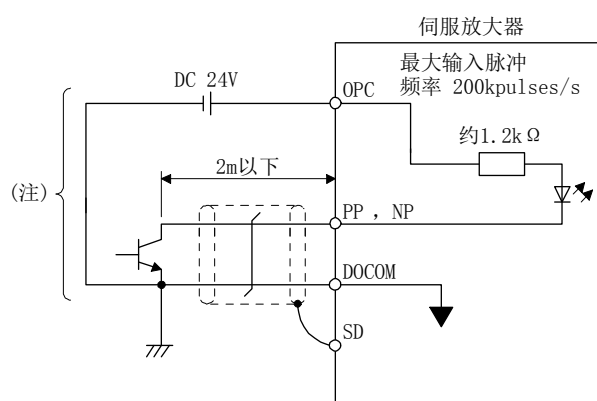 伺服放大器
最大输入脉冲
频率 200kpulses/s
DC 24V
OPC
约1.2kΩ
2m以下
(注)
PP , NP
DOCOM
SD